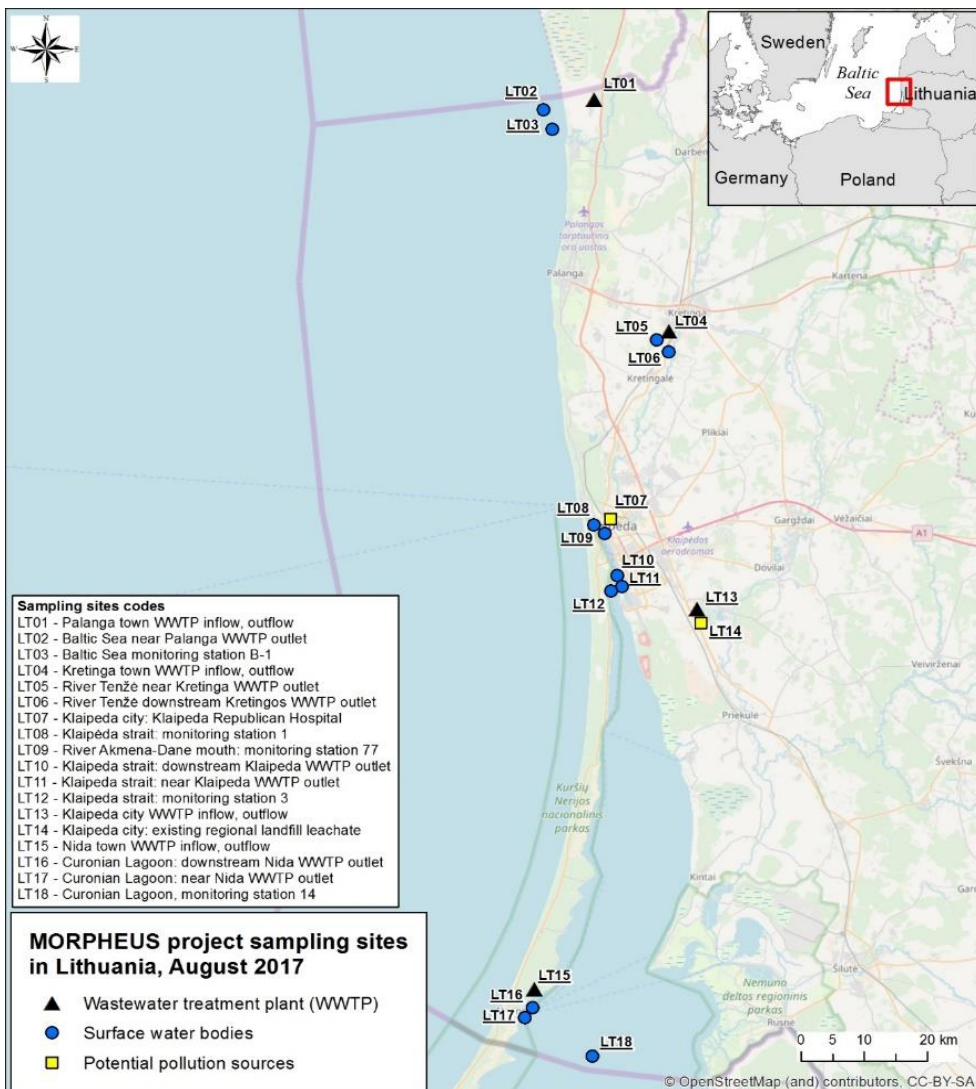 N
W
E
S
Sweden
Baltic
Sea
Lithuania
Germany
Poland
LT01
LT02
LT03
Darben
Palangos
tarptautinis
oro uostas
Palanga
Kartena
Kretinga
LT04
LT05
LT06
Kretingalė
Plikiai
LT07
LT08
LT09
peda
Klaipėdos
aerodromas
Gargždai
Vėžaičiai
A1
LT10
LT11
LT12
Dovilai
LT13
LT14
Veiviržėnai
Priekulė
Švekšna
Kuršių
Nerijos
nacionalinis
parkas
Kintai
Šilutė
Nemuno
deltos regioninis
parkas
Rusnė
LT15
LT16
LT17
LT18
Sampling sites codes
LT01 - Palanga town WWTP inflow, outflow
LT02 - Baltic Sea near Palanga WWTP outlet
LT03 - Baltic Sea monitoring station B-1
LT04 - Kretinga town WWTP inflow, outflow
LT05 - River Tenžė near Kretinga WWTP outlet
LT06 - River Tenžė downstream Kretingos WWTP outlet
LT07 - Klaipeda city: Klaipeda Republican Hospital
LT08 - Klaipėda strait: monitoring station 1
LT09 - River Akmena-Dane mouth: monitoring station 77
LT10 - Klaipeda strait: downstream Klaipeda WWTP outlet
LT11 - Klaipeda strait: near Klaipeda WWTP outlet
LT12 - Klaipeda strait: monitoring station 3
LT13 - Klaipeda city WWTP inflow, outflow
LT14 - Klaipeda city: existing regional landfill leachate
LT15 - Nida town WWTP inflow, outflow
LT16 - Curonian Lagoon: downstream Nida WWTP outlet
LT17 - Curonian Lagoon: near Nida WWTP outlet
LT18 - Curonian Lagoon, monitoring station 14
MORPHEUS project sampling sites
in Lithuania, August 2017
Wastewater treatment plant (WWTP)
Surface water bodies
Potential pollution sources
0 5 10 20 km
© OpenStreetMap (and) contributors, CC-BY-SA